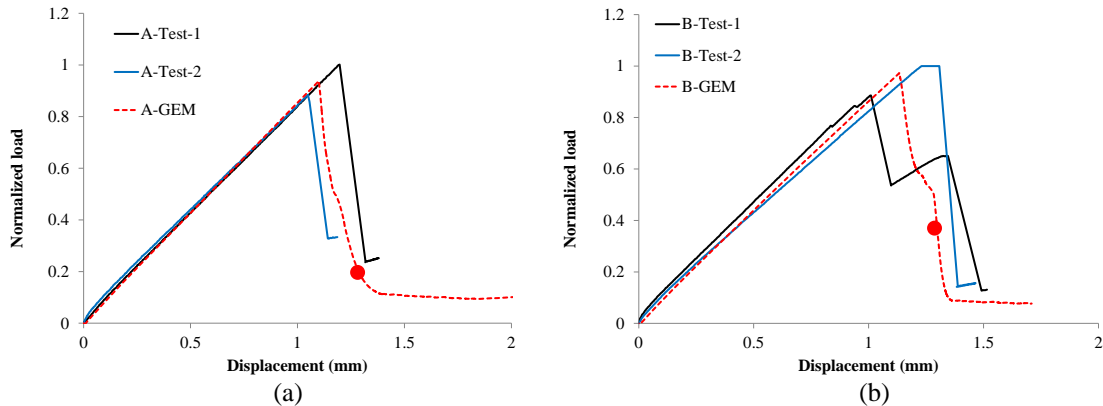 1.2
1
0.8
0.6
0.4
0.2
0
Normalized load
A-Test-1
A-Test-2
A-GEM
0 0.5 1 1.5 2
Displacement (mm)
(a)
1.2
1
0.8
0.6
0.4
0.2
0
Normalized load
B-Test-1
B-Test-2
B-GEM
0 0.5 1 1.5 2
Displacement (mm)
(b)